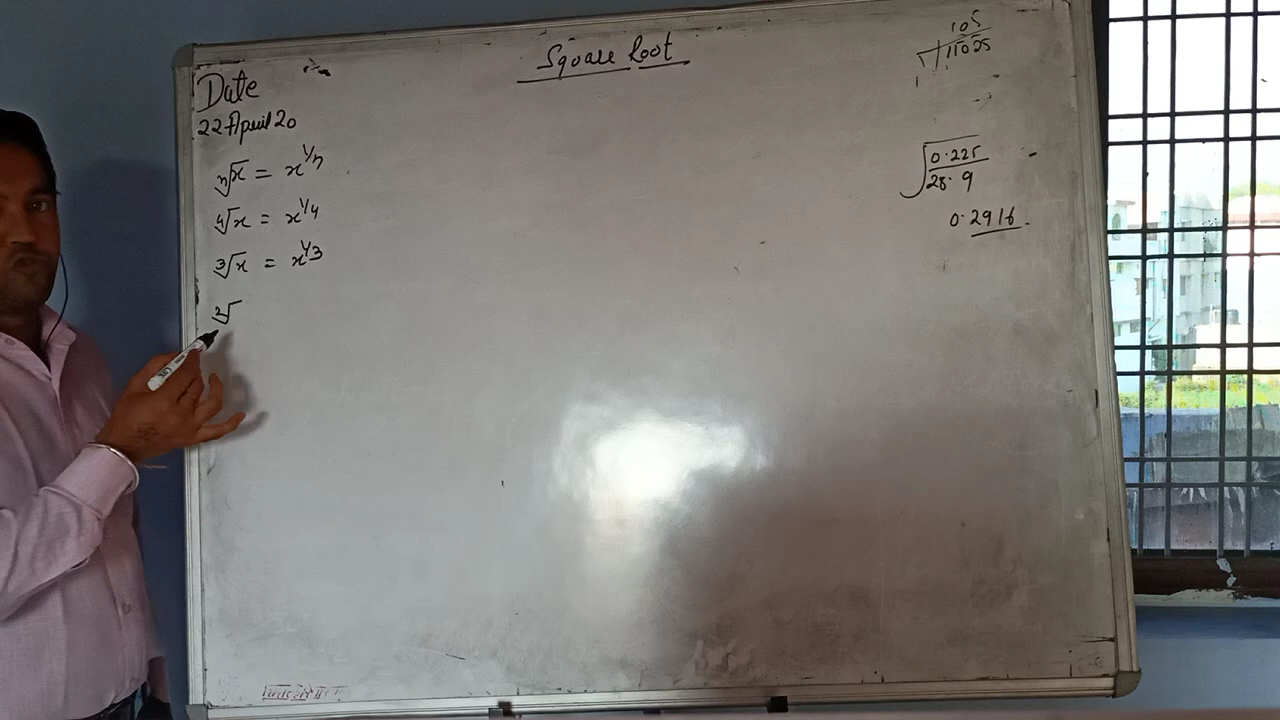 Square Root
Date
22 April 20
ⁿ√x = x^1/n
⁴√x = x^1/4
³√x = x^1/3
²√
105
11025
√0.225/28.9
0.2916